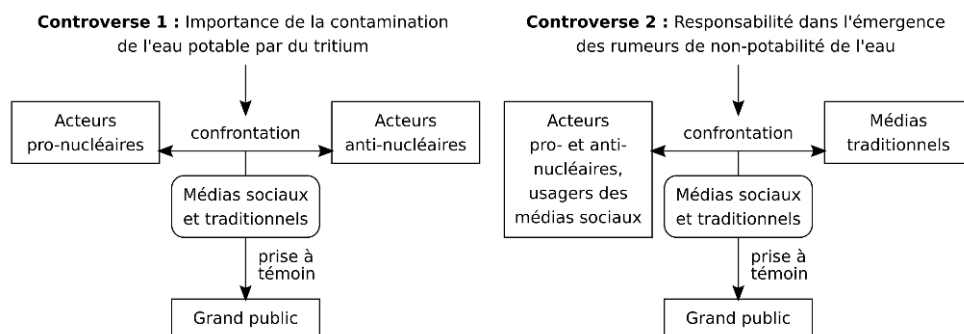 Controverse 1 : Importance de la contamination
de l'eau potable par du tritium
Acteurs
pro-nucléaires
confrontation
Acteurs
anti-nucléaires
Médias sociaux
et traditionnels
prise à
témoin
Grand public
Controverse 2 : Responsabilité dans l'émergence
des rumeurs de non-potabilité de l'eau
Acteurs
pro- et anti-
nucléaires,
usagers des
médias sociaux
confrontation
Médias
traditionnels
Médias sociaux
et traditionnels
prise à
témoin
Grand public